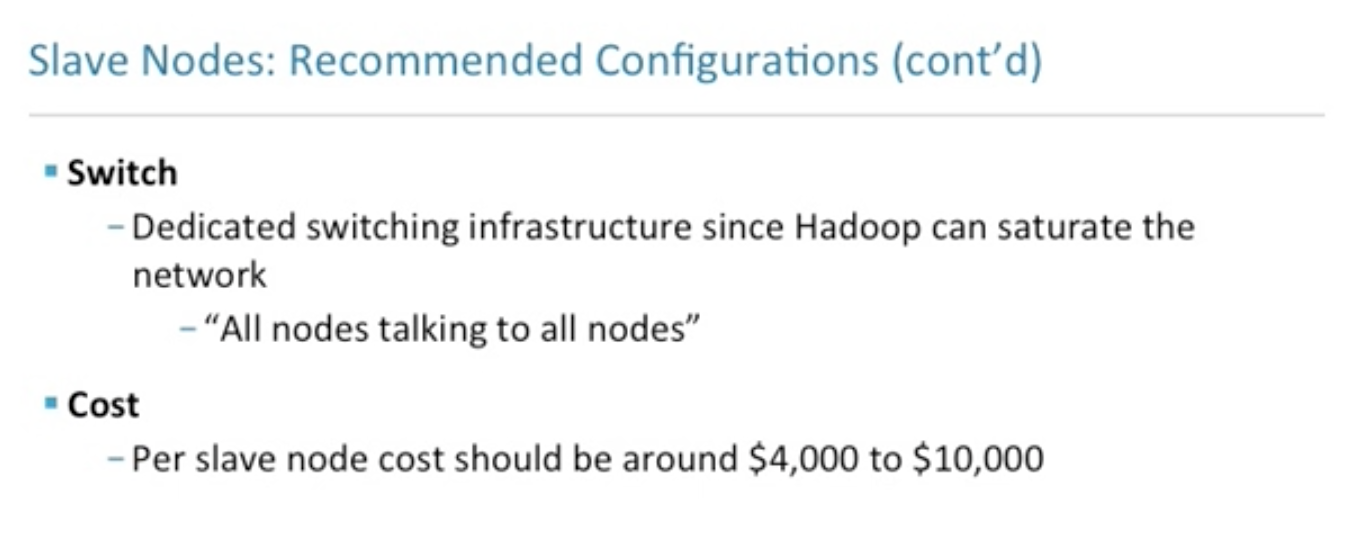 Slave Nodes: Recommended Configurations (cont’d)
▪ Switch
– Dedicated switching infrastructure since Hadoop can saturate the
network
– “All nodes talking to all nodes”
▪ Cost
– Per slave node cost should be around $4,000 to $10,000